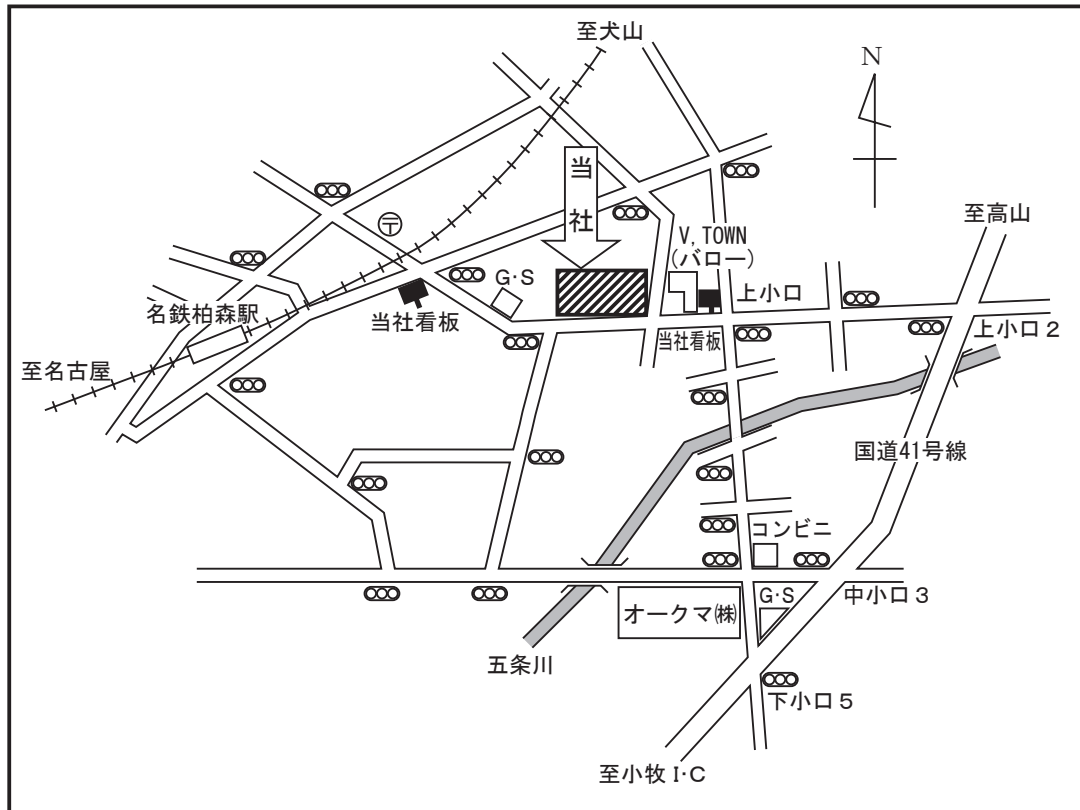 至犬山
N
至高山
当社
〒
V, TOWN
(バロー)
G·S
上小口
名鉄柏森駅
当社看板
当社看板
上小口2
至名古屋
国道41号線
コンビニ
G·S
中小口3
オークマ㈱
五条川
下小口5
至小牧I·C